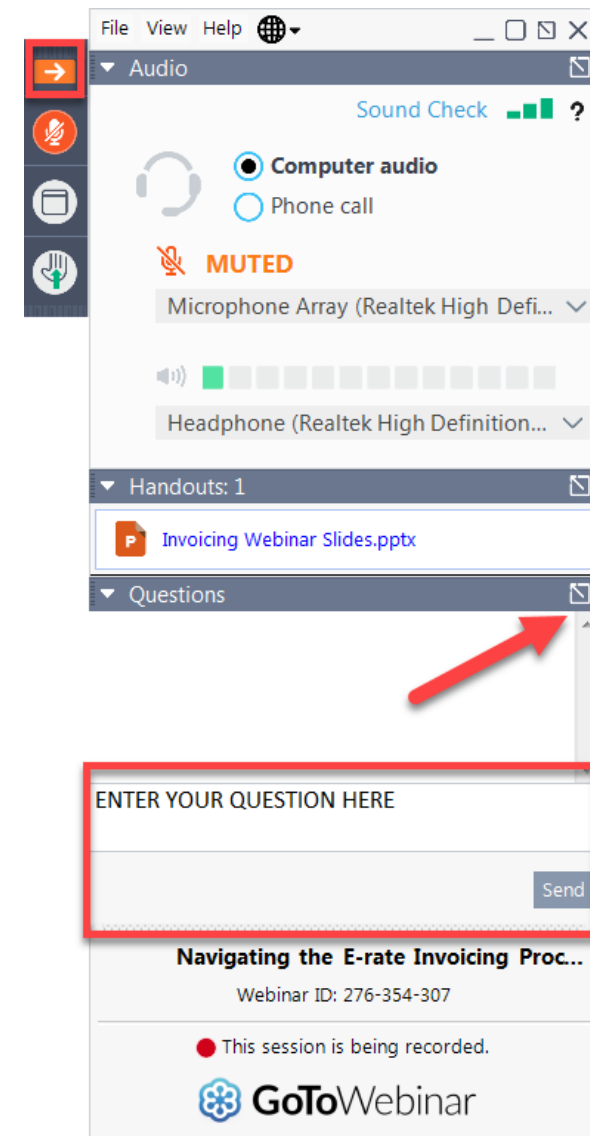 File View Help
Audio
Sound Check ?
Computer audio
Phone call
MUTED
Microphone Array (Realtek High Defi...
Headphone (Realtek High Definition...
Handouts: 1
P Invoicing Webinar Slides.pptx
Questions
ENTER YOUR QUESTION HERE
Send
Navigating the E-rate Invoicing Proc...
Webinar ID: 276-354-307
This session is being recorded.
GoToWebinar